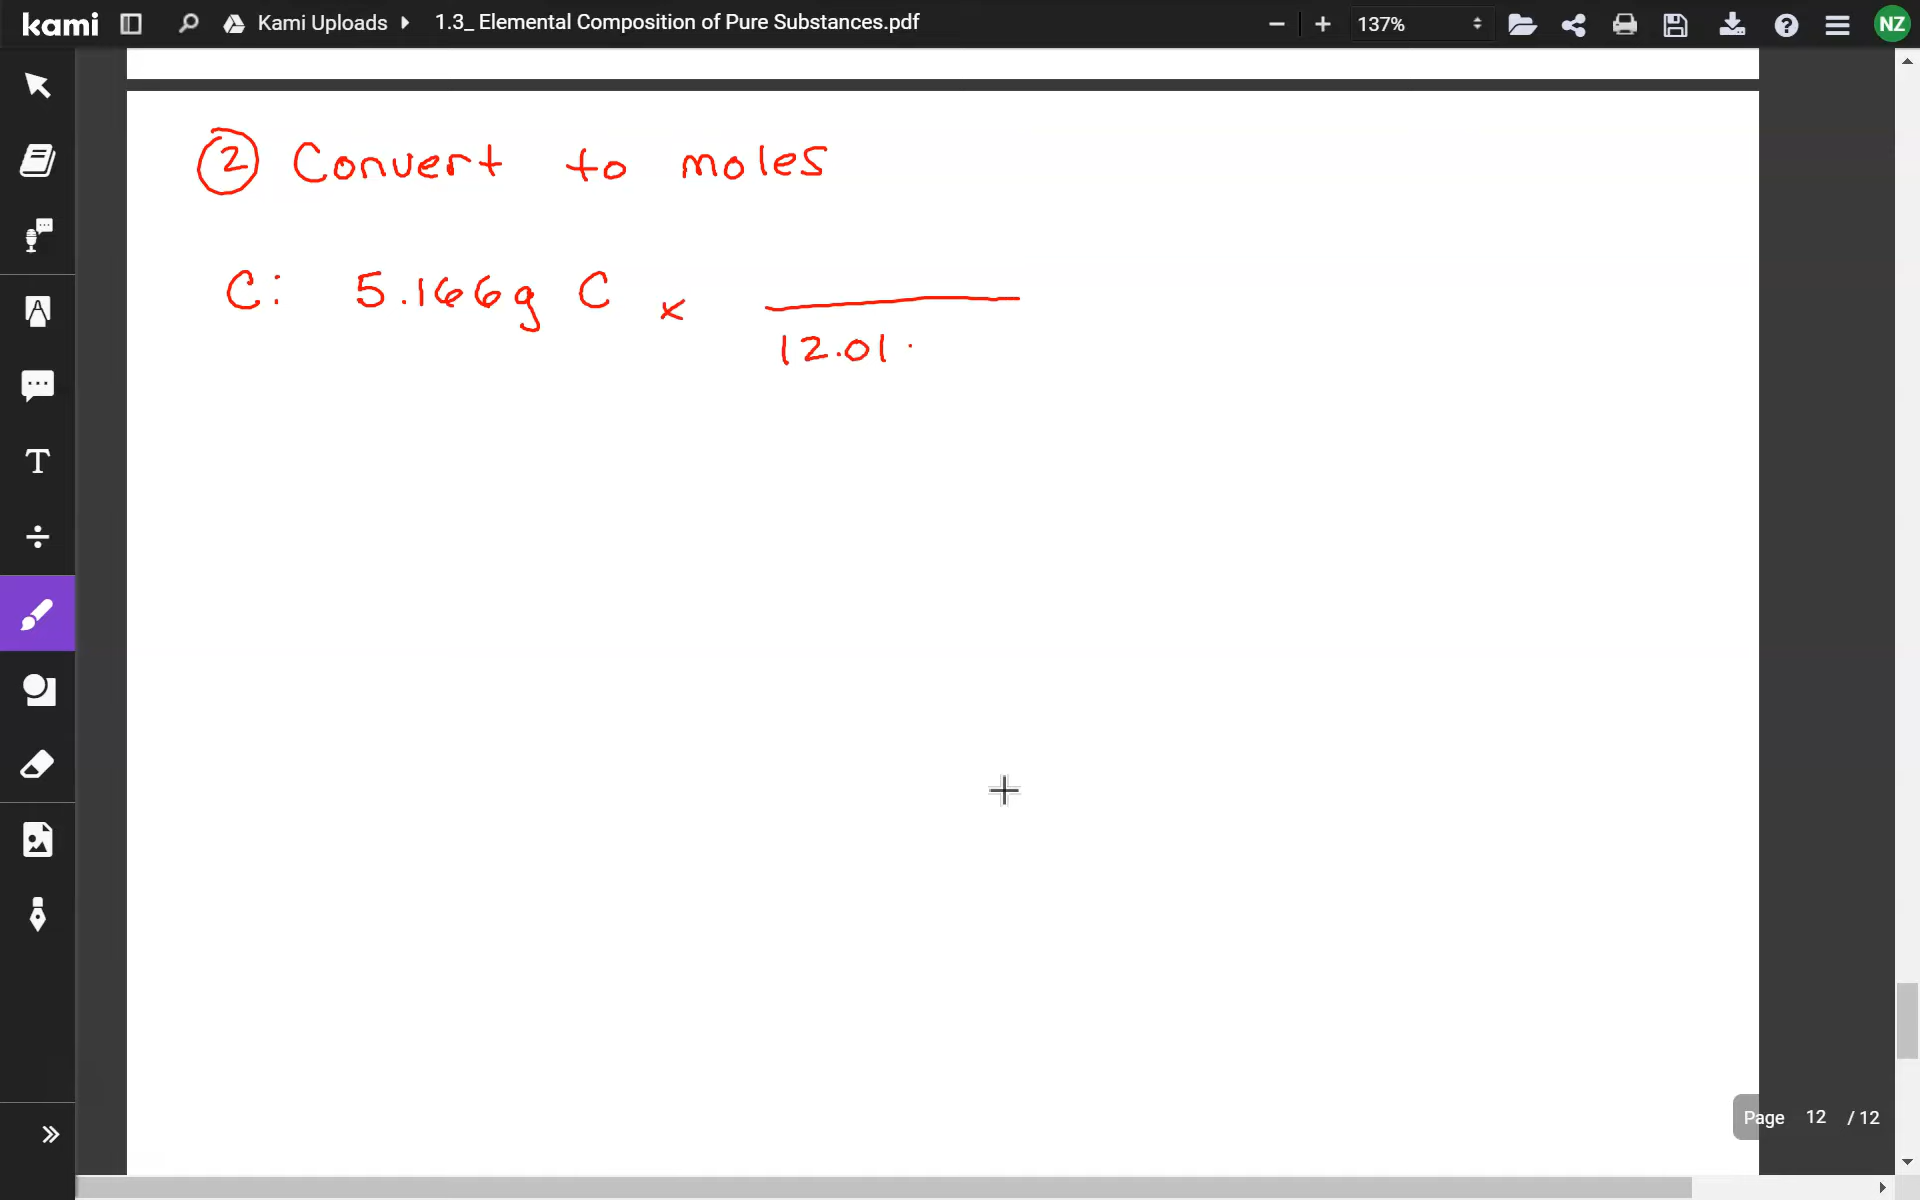 kami Kami Uploads 1.3_ Elemental Composition of Pure Substances.pdf 137% NZ
② Convert to moles
C: 5.166g C x
12.01
Page 12 / 12